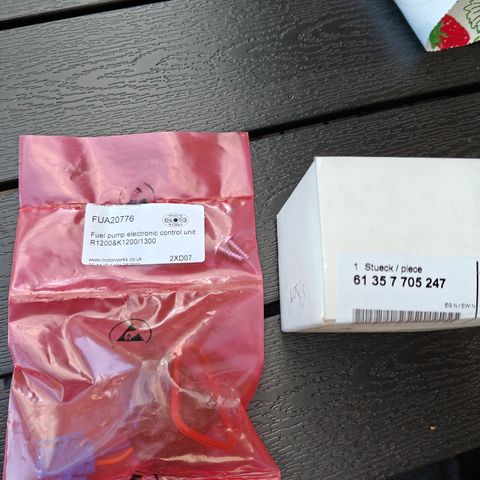 FUA20776
Fuel pump electronic control unit
R1200&K1200/1300
www.motorworks.co.uk
2XD07
1 Stueck / piece
61 35 7 705 247